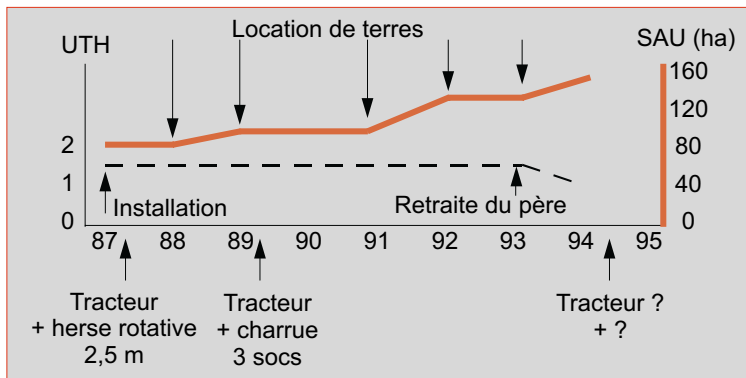 UTH
Location de terres
SAU (ha)
160
120
2
80
1
40
Installation
Retraite du père
0
0
87 88 89 90 91 92 93 94 95
Tracteur
+ herse rotative
2,5 m
Tracteur
+ charrue
3 socs
Tracteur ?
+ ?